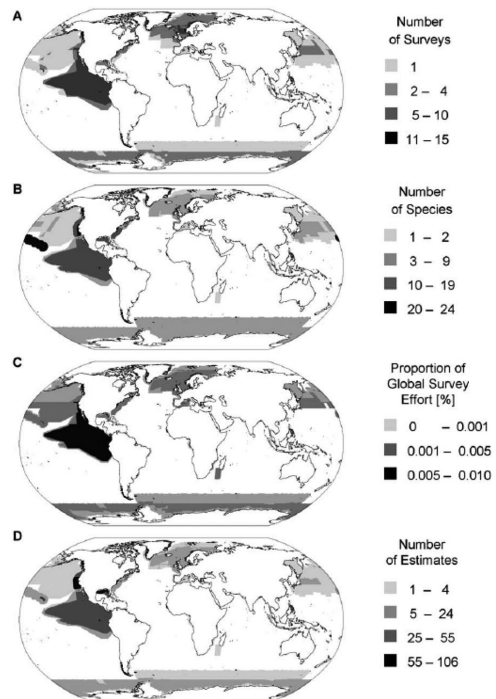 A
Number
of Surveys
1
2 – 4
5 – 10
11 – 15
B
Number
of Species
1 – 2
3 – 9
10 – 19
20 – 24
C
Proportion of
Global Survey
Effort [%]
0 – 0.001
0.001 – 0.005
0.005 – 0.010
D
Number
of Estimates
1 – 4
5 – 24
25 – 55
55 – 106